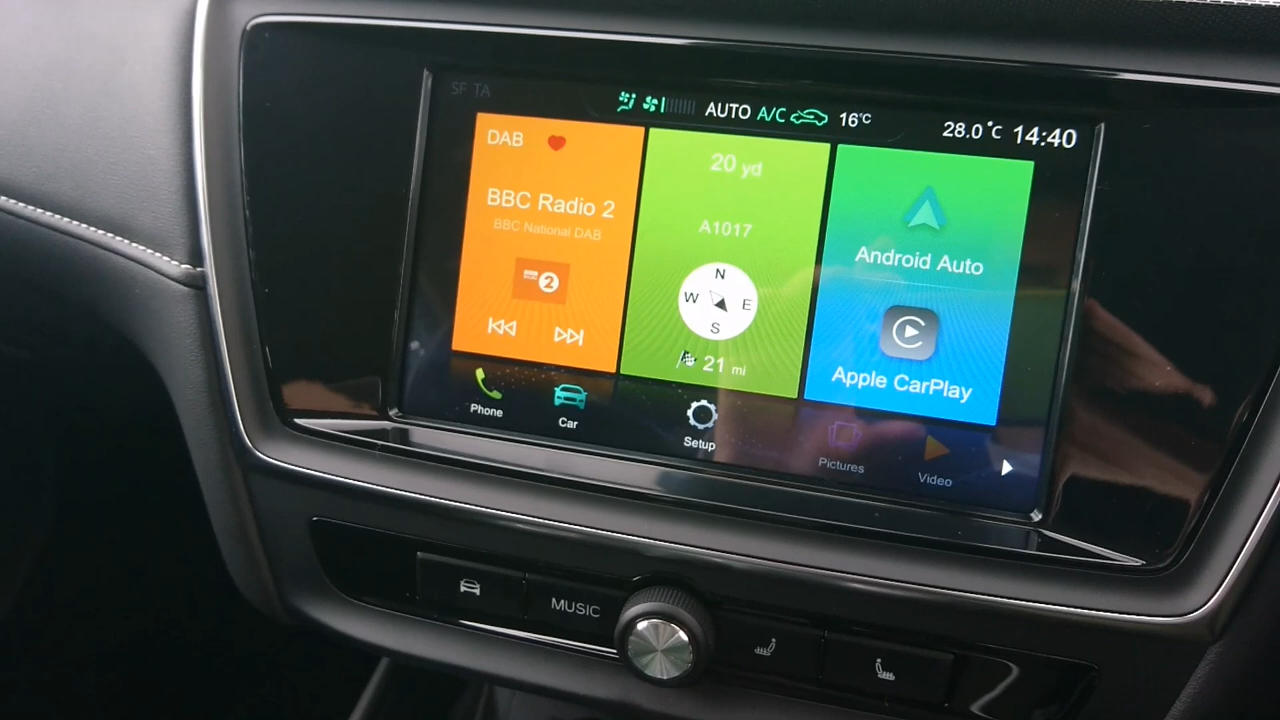 SF TA
AUTO A/C 16°C
28.0°C 14:40
DAB
BBC Radio 2
BBC National DAB
2
20 yd
A1017
N
W E
S
21 mi
Android Auto
Apple CarPlay
Phone
Car
Setup
Pictures
Video
MUSIC